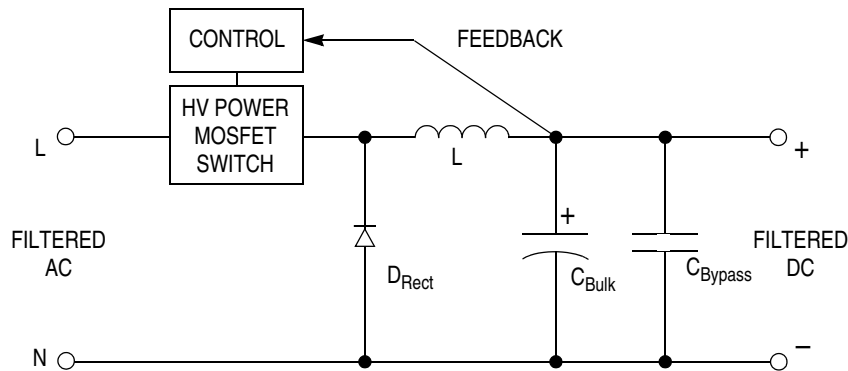 CONTROL
FEEDBACK
HV POWER
MOSFET
SWITCH
L
L
+
+
FILTERED
AC
D_Rect
C_Bulk
C_Bypass
FILTERED
DC
N
−